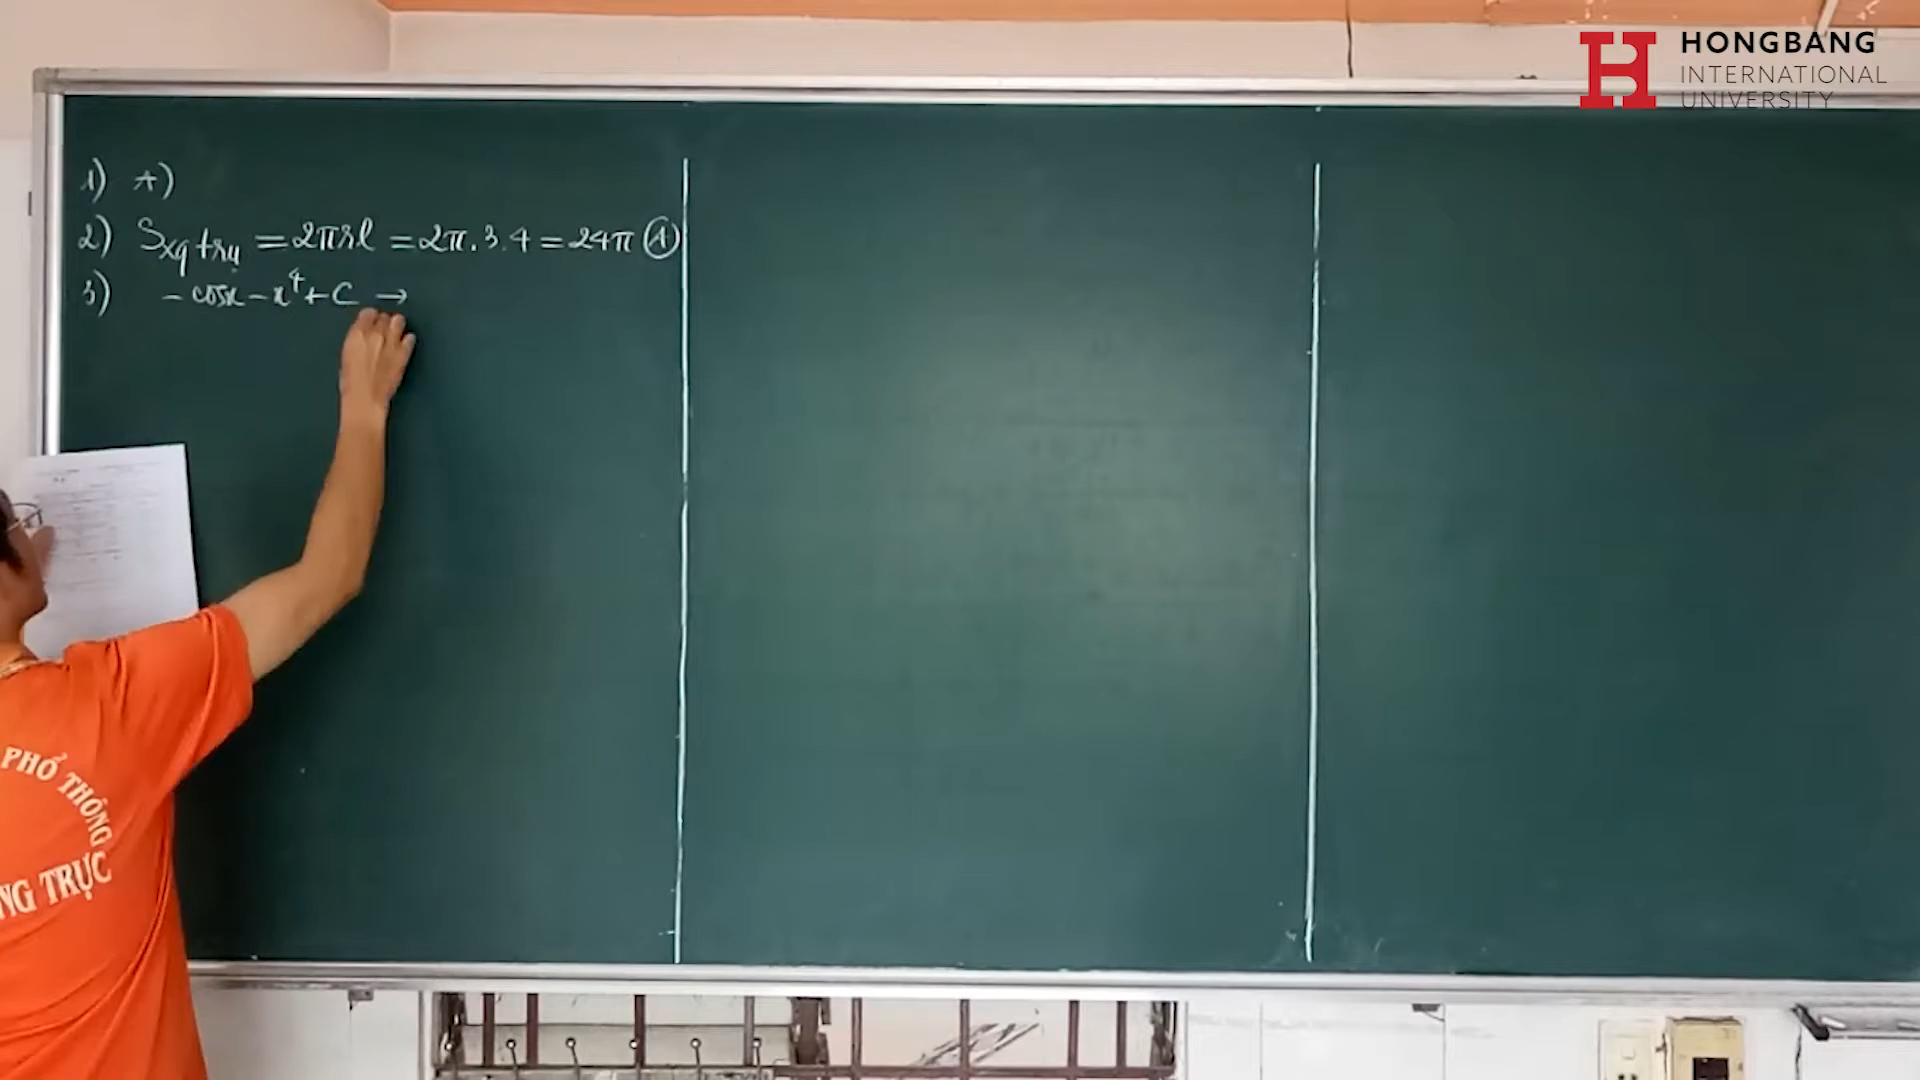 HONGBANG
INTERNATIONAL
UNIVERSITY
1) A)
2) Sxq trụ = 2πrl = 2π.3.4 = 24π (A)
3) - cosx - x⁴ + C →
PHỔ THÔNG
NG TRỰC